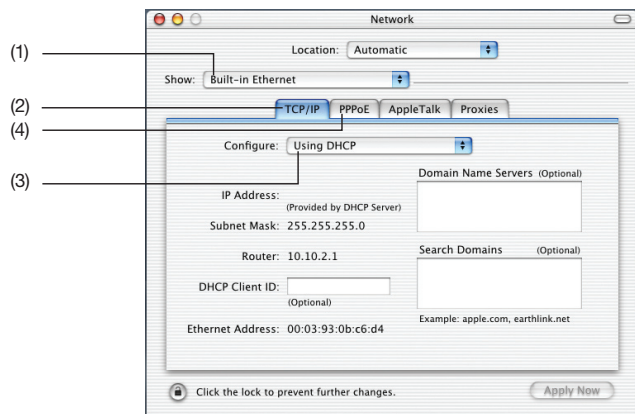 Network
Location: Automatic
(1)
Show: Built-in Ethernet
(2)
TCP/IP PPPoE AppleTalk Proxies
(4)
Configure: Using DHCP
(3)
Domain Name Servers (Optional)
IP Address:
(Provided by DHCP Server)
Subnet Mask: 255.255.255.0
Router: 10.10.2.1
Search Domains (Optional)
DHCP Client ID:
(Optional)
Example: apple.com, earthlink.net
Ethernet Address: 00:03:93:0b:c6:d4
Click the lock to prevent further changes.
Apply Now